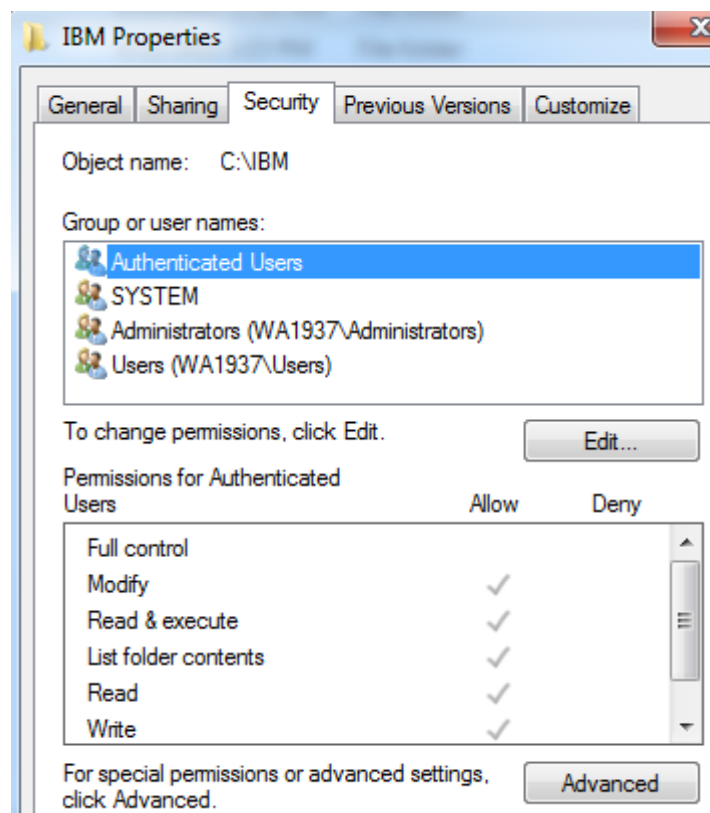 IBM Properties
General Sharing Security Previous Versions Customize
Object name: C:\IBM
Group or user names:
Authenticated Users
SYSTEM
Administrators (WA1937\Administrators)
Users (WA1937\Users)
To change permissions, click Edit.
Edit...
Permissions for Authenticated
Users Allow Deny
Full control
Modify
Read & execute
List folder contents
Read
Write
For special permissions or advanced settings,
click Advanced.
Advanced